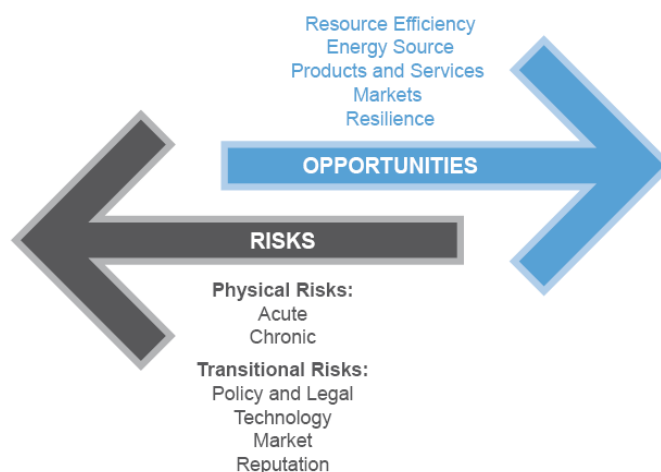 Resource Efficiency
Energy Source
Products and Services
Markets
Resilience
OPPORTUNITIES
RISKS
Physical Risks:
Acute
Chronic
Transitional Risks:
Policy and Legal
Technology
Market
Reputation